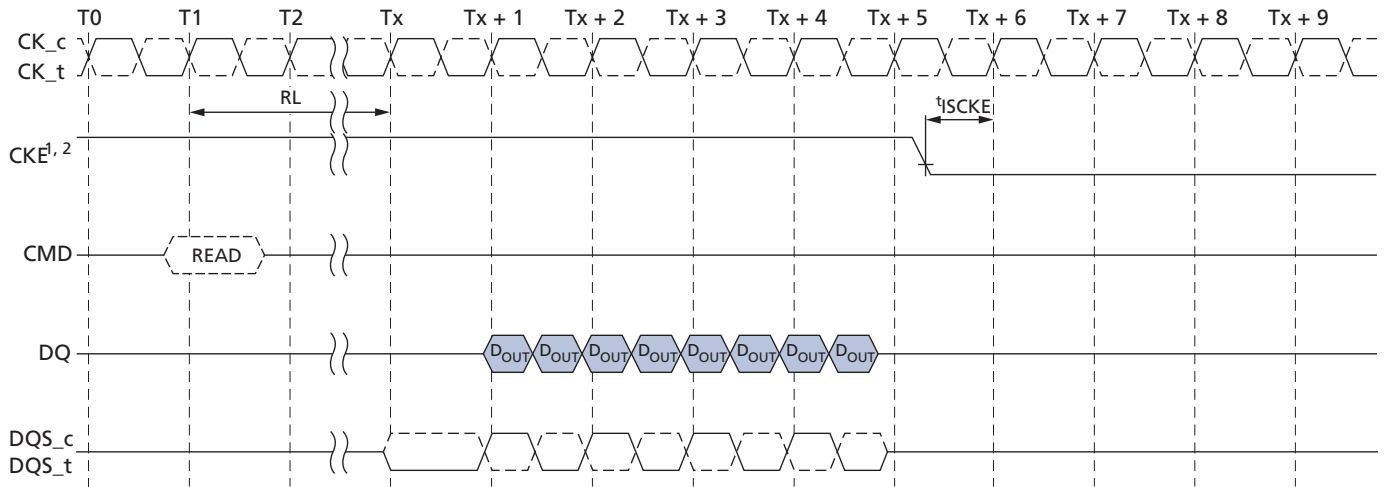 T0 T1 T2 Tx Tx + 1 Tx + 2 Tx + 3 Tx + 4 Tx + 5 Tx + 6 Tx + 7 Tx + 8 Tx + 9
CK_c
CK_t
RL
tISCKE
CKE1, 2
CMD READ
DQ DOUT DOUT DOUT DOUT DOUT DOUT DOUT DOUT
DQS_c
DQS_t